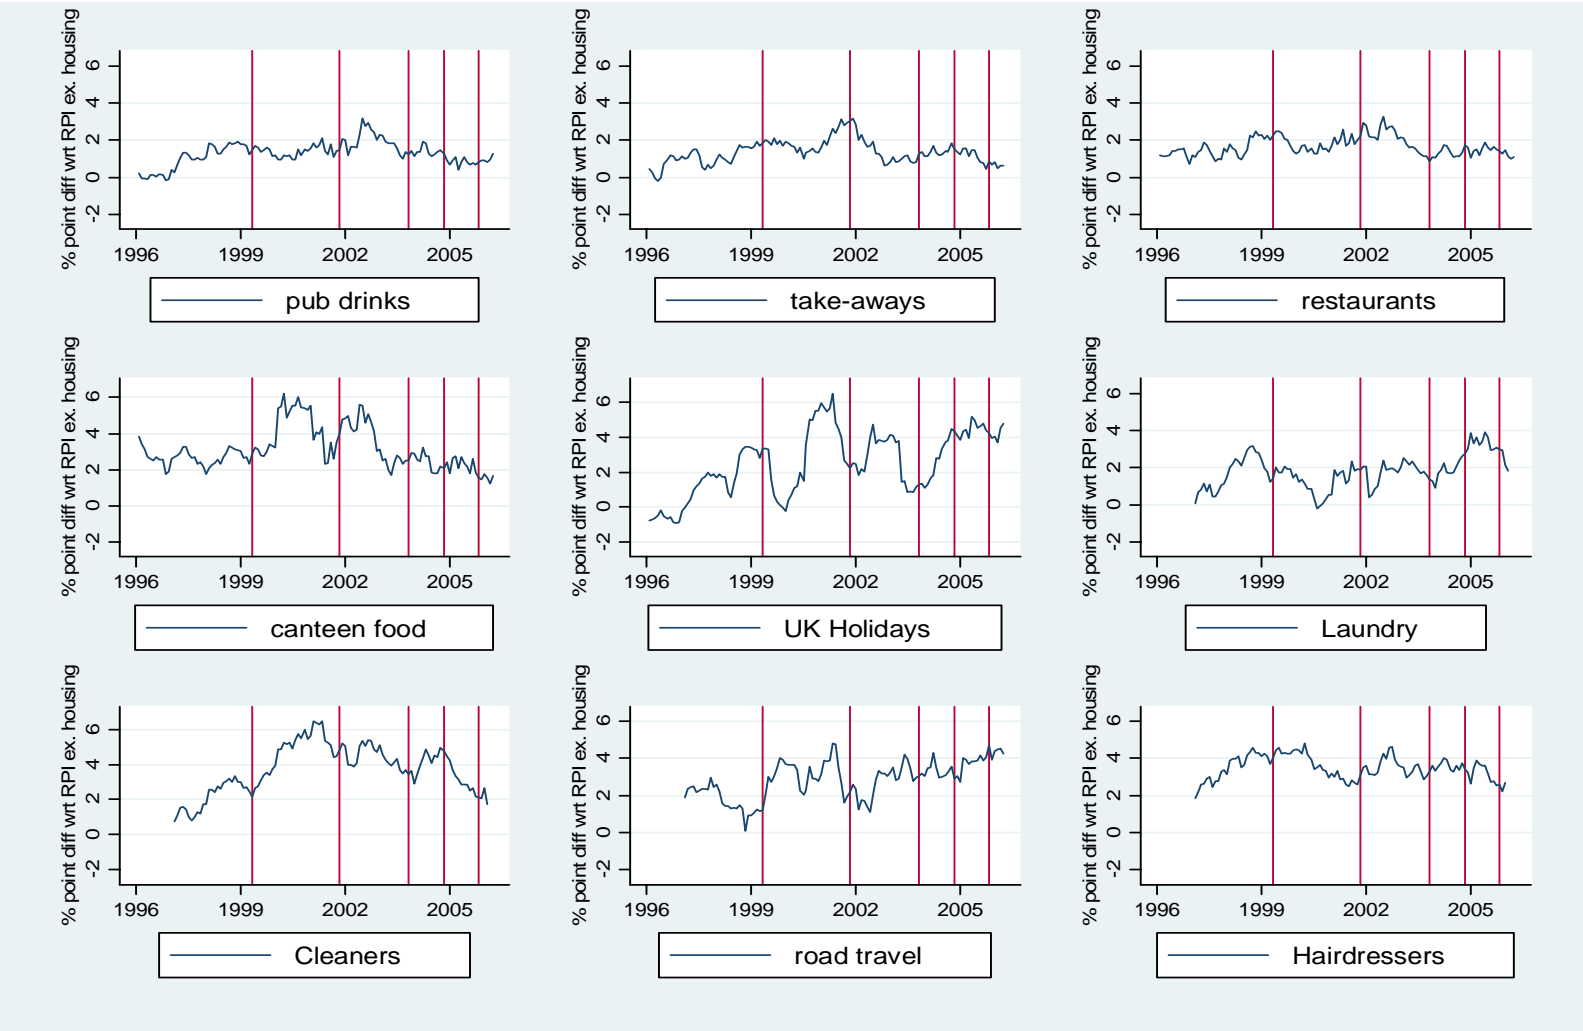 % point diff wrt RPI ex. housing
6
4
2
0
-2
1996 1999 2002 2005
pub drinks
% point diff wrt RPI ex. housing
6
4
2
0
-2
1996 1999 2002 2005
take-aways
% point diff wrt RPI ex. housing
6
4
2
0
-2
1996 1999 2002 2005
restaurants
% point diff wrt RPI ex. housing
6
4
2
0
-2
1996 1999 2002 2005
canteen food
% point diff wrt RPI ex. housing
6
4
2
0
-2
1996 1999 2002 2005
UK Holidays
% point diff wrt RPI ex. housing
6
4
2
0
-2
1996 1999 2002 2005
Laundry
% point diff wrt RPI ex. housing
6
4
2
0
-2
1996 1999 2002 2005
Cleaners
% point diff wrt RPI ex. housing
6
4
2
0
-2
1996 1999 2002 2005
road travel
% point diff wrt RPI ex. housing
6
4
2
0
-2
1996 1999 2002 2005
Hairdressers